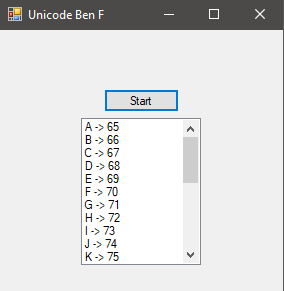 Unicode Ben F
Start
A -> 65
B -> 66
C -> 67
D -> 68
E -> 69
F -> 70
G -> 71
H -> 72
I -> 73
J -> 74
K -> 75